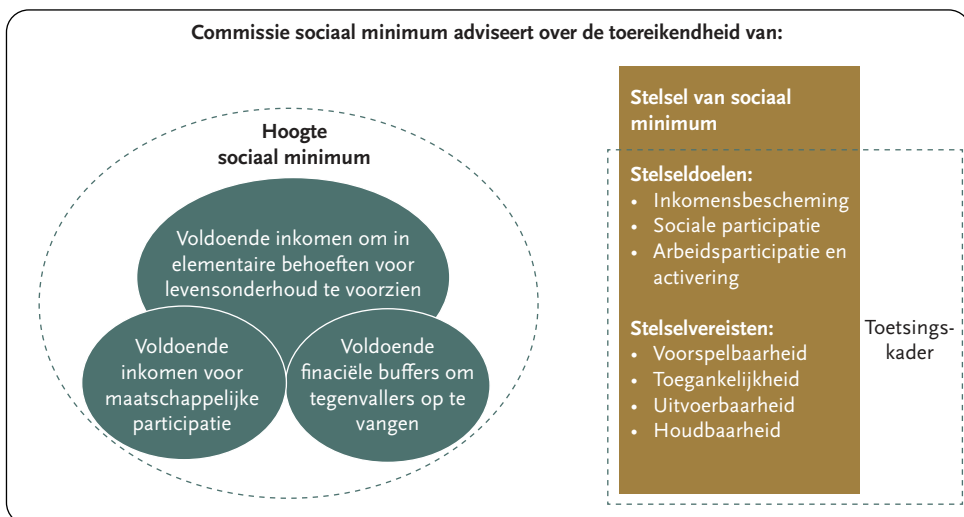 Commissie sociaal minimum adviseert over de toereikendheid van:
Hoogte
sociaal minimum
Voldoende inkomen om in
elementaire behoeften voor
levensonderhoud te voorzien
Voldoende
inkomen voor
maatschappelijke
participatie
Voldoende
finaciële buffers om
tegenvallers op te
vangen
Stelsel van sociaal
minimum
Stelseldoelen:
• Inkomensbescherming
• Sociale participatie
• Arbeidsparticipatie en
activering
Stelselvereisten:
• Voorspelbaarheid
• Toegankelijkheid
• Uitvoerbaarheid
• Houdbaarheid
Toetsings-
kader